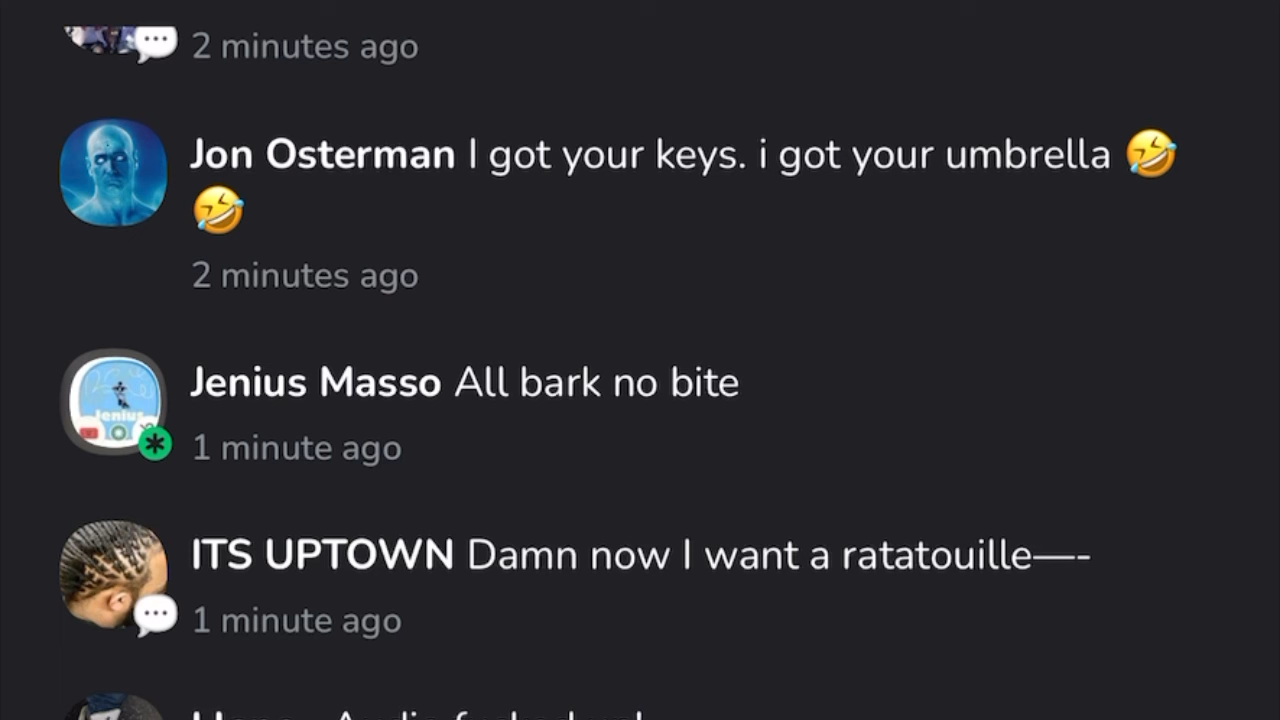 2 minutes ago
Jon Osterman I got your keys. i got your umbrella 🤣
🤣
2 minutes ago
Jenius Masso All bark no bite
1 minute ago
ITS UPTOWN Damn now I want a ratatouille—-
1 minute ago